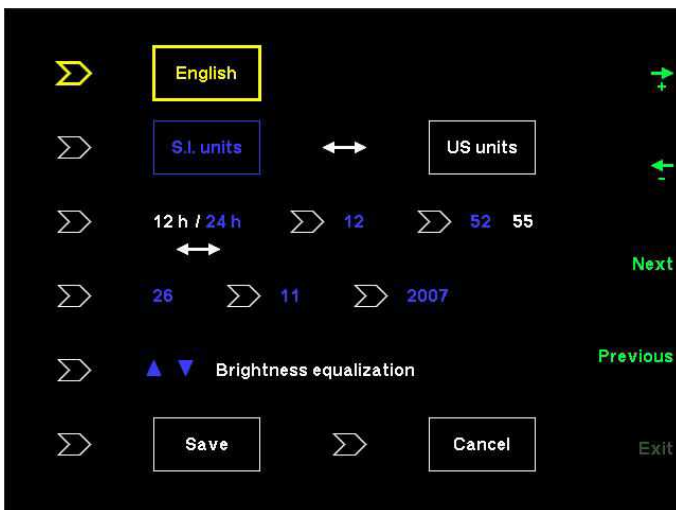 English
+
S.I. units US units
-
12 h / 24 h 12 52 55
Next
26 11 2007
Previous
Brightness equalization
Save Cancel Exit